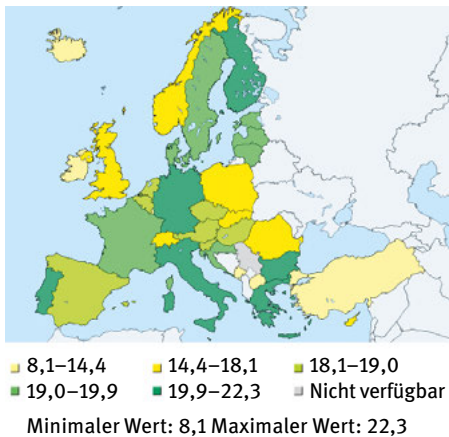 8,1–14,4 14,4–18,1 18,1–19,0
19,0–19,9 19,9–22,3 Nicht verfügbar
Minimaler Wert: 8,1 Maximaler Wert: 22,3